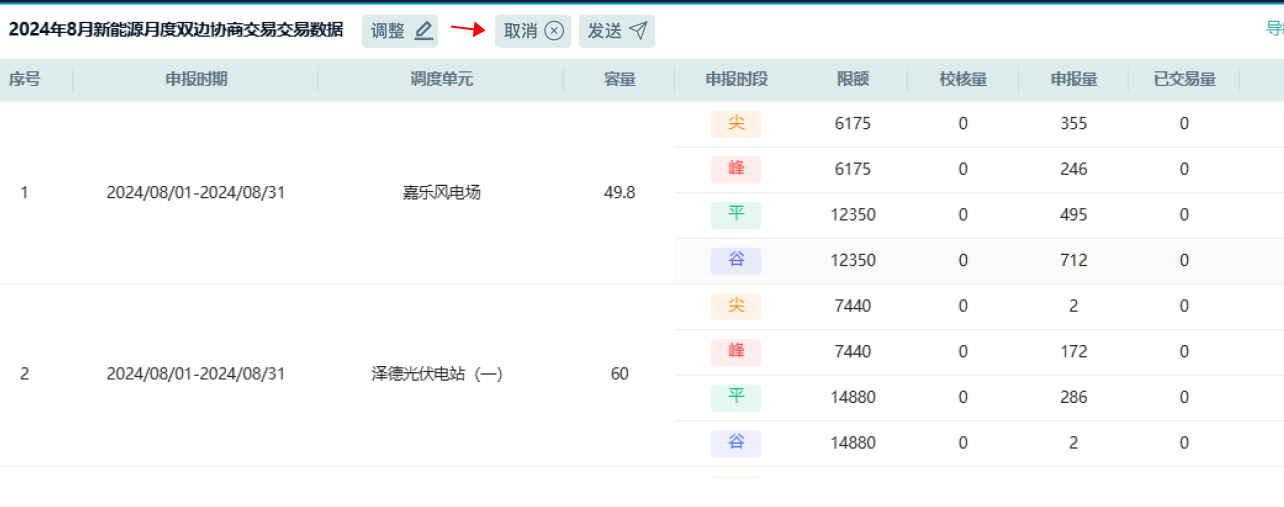 2024年8月新能源月度双边协商交易交易数据 调整 取消 发送
序号 申报时期 调度单元 容量 申报时段 限额 校核量 申报量 已交易量
尖 6175 0 355 0
峰 6175 0 246 0
1 2024/08/01-2024/08/31 嘉乐风电场 49.8
平 12350 0 495 0
谷 12350 0 712 0
尖 7440 0 2 0
峰 7440 0 172 0
2 2024/08/01-2024/08/31 泽德光伏电站（一） 60
平 14880 0 286 0
谷 14880 0 2 0